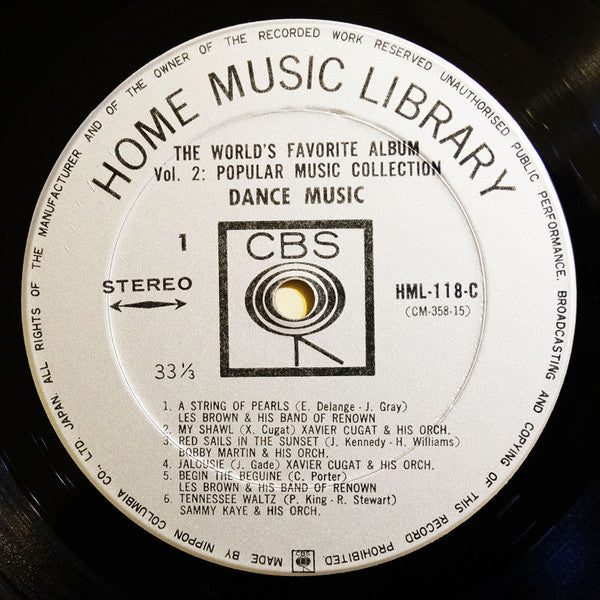 HOME MUSIC LIBRARY
THE WORLD'S FAVORITE ALBUM
Vol. 2: POPULAR MUSIC COLLECTION
DANCE MUSIC
1
CBS
STEREO
HML-118-C
(CM-358-15)
33⅓
1. A STRING OF PEARLS (E. Delange - J. Gray)
LES BROWN & HIS BAND OF RENOWN
2. MY SHAWL (X. Cugat) XAVIER CUGAT & HIS ORCH.
3. RED SAILS IN THE SUNSET (J. Kennedy - H. Williams)
BOBBY MARTIN & HIS ORCH.
4. JALOUSIE (J. Gade) XAVIER CUGAT & HIS ORCH.
5. BEGIN THE BEGUINE (C. Porter)
LES BROWN & HIS BAND OF RENOWN
6. TENNESSEE WALTZ (P. King - R. Stewart)
SAMMY KAYE & HIS ORCH.
CBS
MADE BY NIPPON COLUMBIA CO., LTD. JAPAN ALL RIGHTS OF THE MANUFACTURER AND OF THE OWNER OF THE RECORDED WORK RESERVED UNAUTHORISED PUBLIC PERFORMANCE, BROADCASTING AND COPYING OF THIS RECORD PROHIBITED.